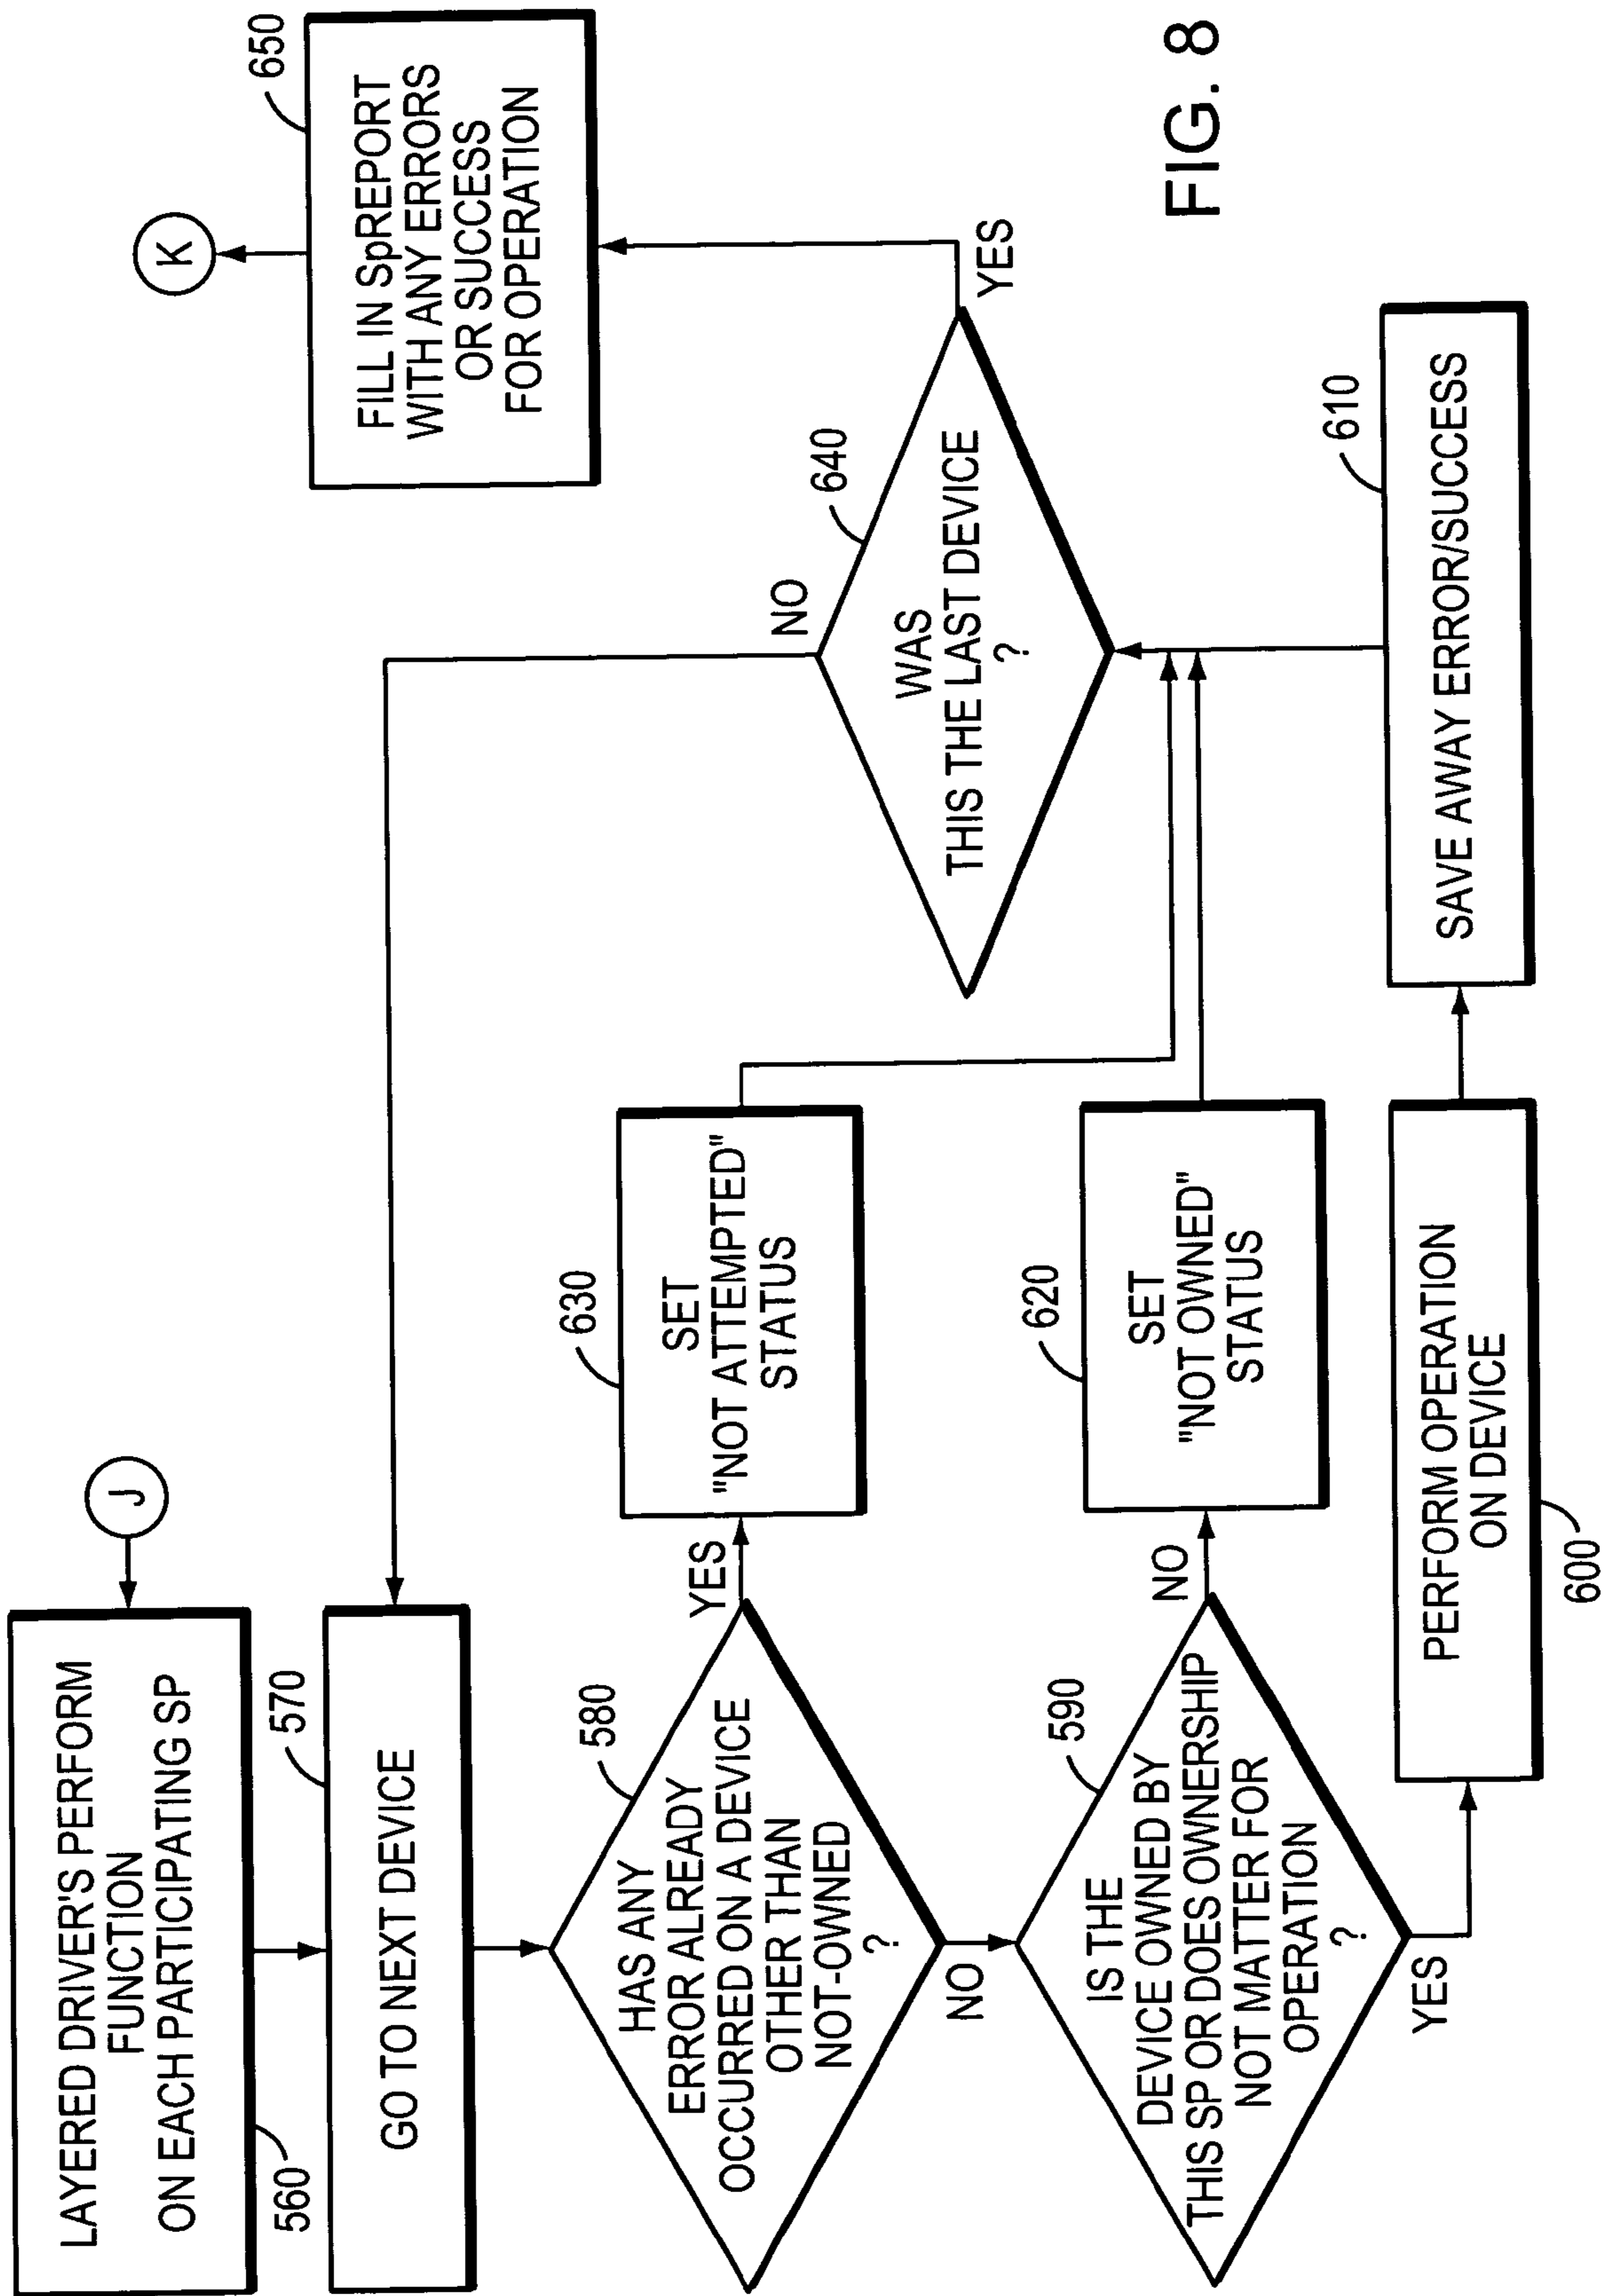 J
LAYERED DRIVER'S PERFORM
FUNCTION
ON EACH PARTICIPATING SP
560
570
GO TO NEXT DEVICE
580
HAS ANY
ERROR ALREADY
OCCURRED ON A DEVICE
OTHER THAN
NOT-OWNED
?
YES
NO
630
SET
"NOT ATTEMPTED"
STATUS
590
IS THE
DEVICE OWNED BY
THIS SP OR DOES OWNERSHIP
NOT MATTER FOR
OPERATION
?
NO
YES
620
SET
"NOT OWNED"
STATUS
PERFORM OPERATION
ON DEVICE
600
610
SAVE AWAY ERROR/SUCCESS
640
WAS
THIS THE LAST DEVICE
?
NO
YES
650
FILL IN SpREPORT
WITH ANY ERRORS
OR SUCCESS
FOR OPERATION
K
FIG. 8